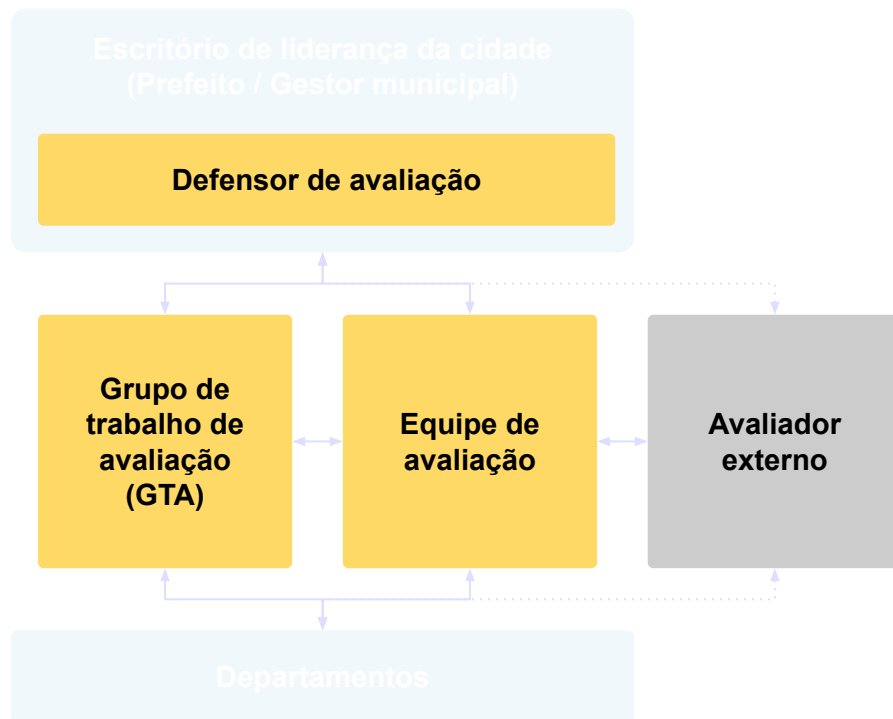 Escritório de liderança da cidade
(Prefeito / Gestor municipal)
Defensor de avaliação
Grupo de
trabalho de
avaliação
(GTA)
Equipe de
avaliação
Avaliador
externo
Departamentos